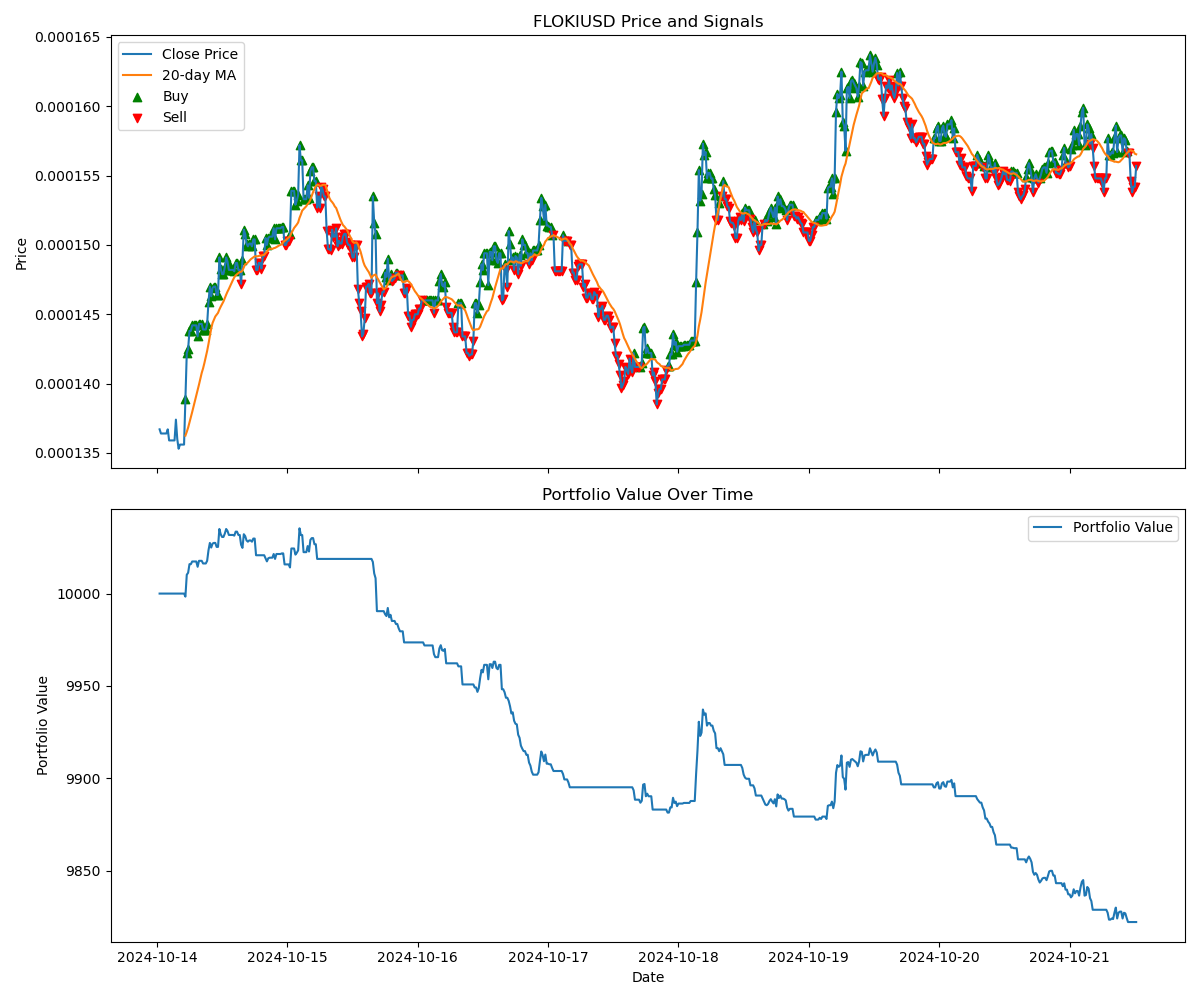 FLOKIUSD Price and Signals
Close Price
20-day MA
Buy
Sell
Price
0.000165
0.000160
0.000155
0.000150
0.000145
0.000140
0.000135
Portfolio Value Over Time
Portfolio Value
Portfolio Value
10000
9950
9900
9850
2024-10-14
2024-10-15
2024-10-16
2024-10-17
2024-10-18
2024-10-19
2024-10-20
2024-10-21
Date